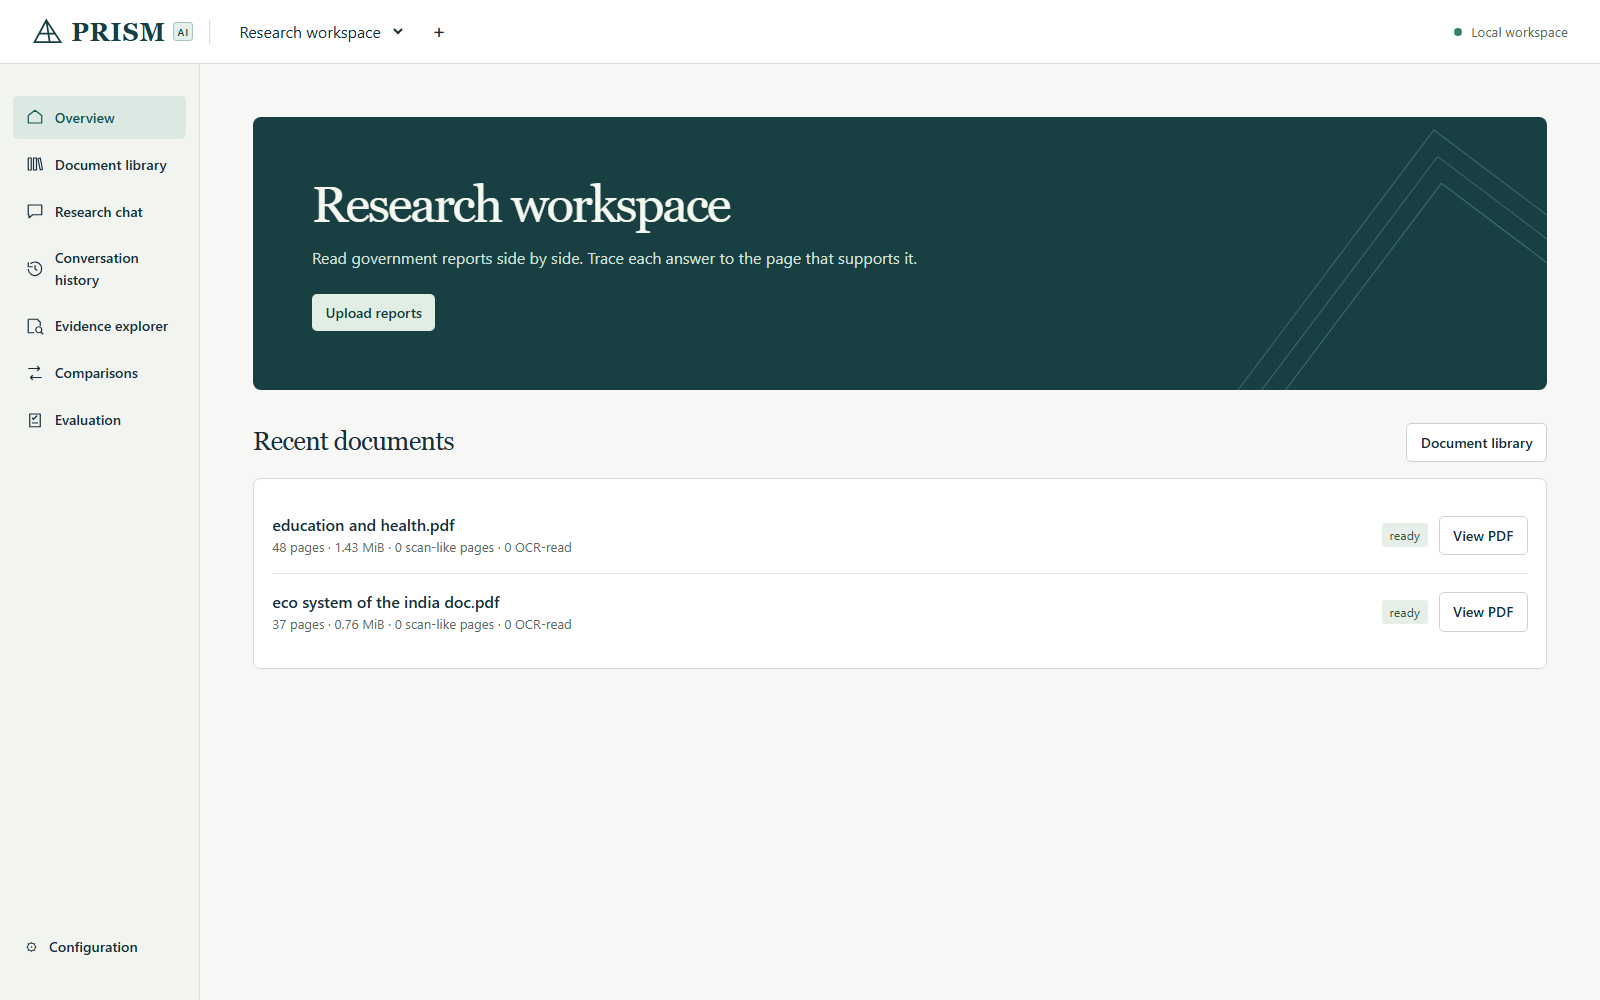 PRISM AI
Research workspace
+
Local workspace
Overview
Document library
Research chat
Conversation
history
Evidence explorer
Comparisons
Evaluation
Configuration
Research workspace
Read government reports side by side. Trace each answer to the page that supports it.
Upload reports
Recent documents
Document library
education and health.pdf
48 pages · 1.43 MiB · 0 scan-like pages · 0 OCR-read
ready
View PDF
eco system of the india doc.pdf
37 pages · 0.76 MiB · 0 scan-like pages · 0 OCR-read
ready
View PDF